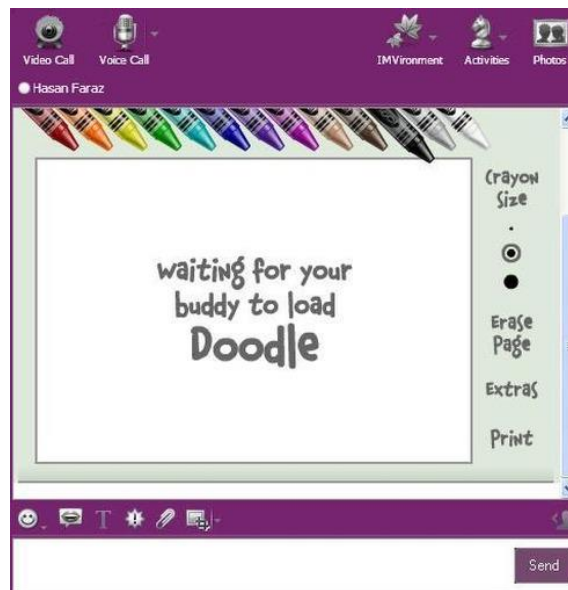 Video Call
Voice Call
IMVironment
Activities
Photos
Hasan Faraz
Crayon
Size
waiting for your
buddy to load
Doodle
Erase
Page
Extras
Print
T
Send